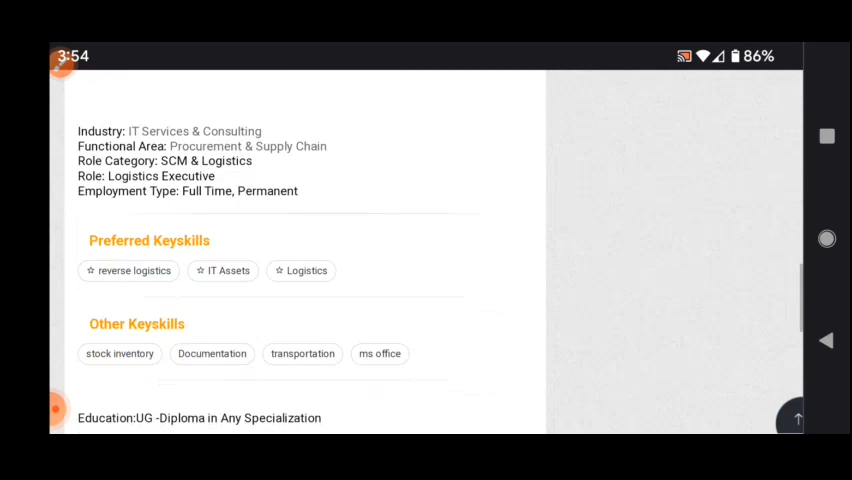 3:54
86%
Industry: IT Services & Consulting
Functional Area: Procurement & Supply Chain
Role Category: SCM & Logistics
Role: Logistics Executive
Employment Type: Full Time, Permanent
Preferred Keyskills
☆ reverse logistics ☆ IT Assets ☆ Logistics
Other Keyskills
stock inventory Documentation transportation ms office
Education:UG -Diploma in Any Specialization